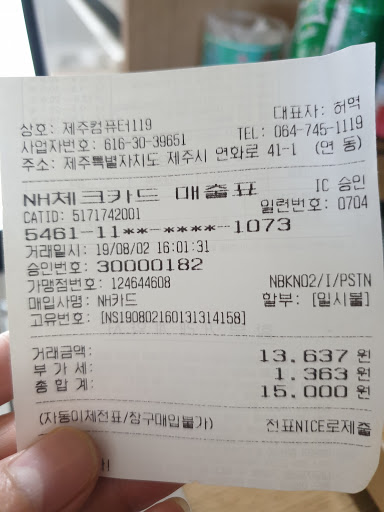 상호: 제주컴퓨터119 대표자: 허먹
사업자번호: 616-30-39651 TEL: 064-745-1119
주소: 제주특별자치도 제주시 연화로 41-1 (연 동)
NH체크카드 매출표 IC 승인
CATID: 5171742001 일련번호: 0704
5461-11**-****-1073
거래일시: 19/08/02 16:01:31
승인번호: 30000182
가맹점번호: 124644608 NBKN02/I/PSTN
매입사명: NH카드 할부: [일시불]
고유번호: [NS190802160131314158]
거래금액: 13,637 원
부 가 세: 1,363 원
총 합 계: 15,000 원
(자동이체전표/창구매입불가) 전표NICE로제출